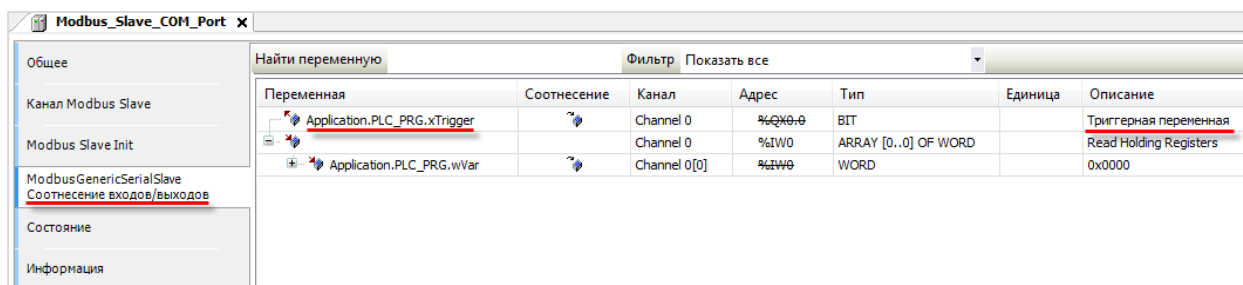 Modbus_Slave_COM_Port X
Общее
Канал Modbus Slave
Modbus Slave Init
ModbusGenericSerialSlave
Соотнесение входов/выходов
Состояние
Информация
Найти переменную Фильтр Показать все
Переменная Соотнесение Канал Адрес Тип Единица Описание
Application.PLC_PRG.xTrigger Channel 0 %QX0.0 BIT Триггерная переменная
Channel 0 %IW0 ARRAY [0..0] OF WORD Read Holding Registers
Application.PLC_PRG.wVar Channel 0[0] %IW0 WORD 0x0000